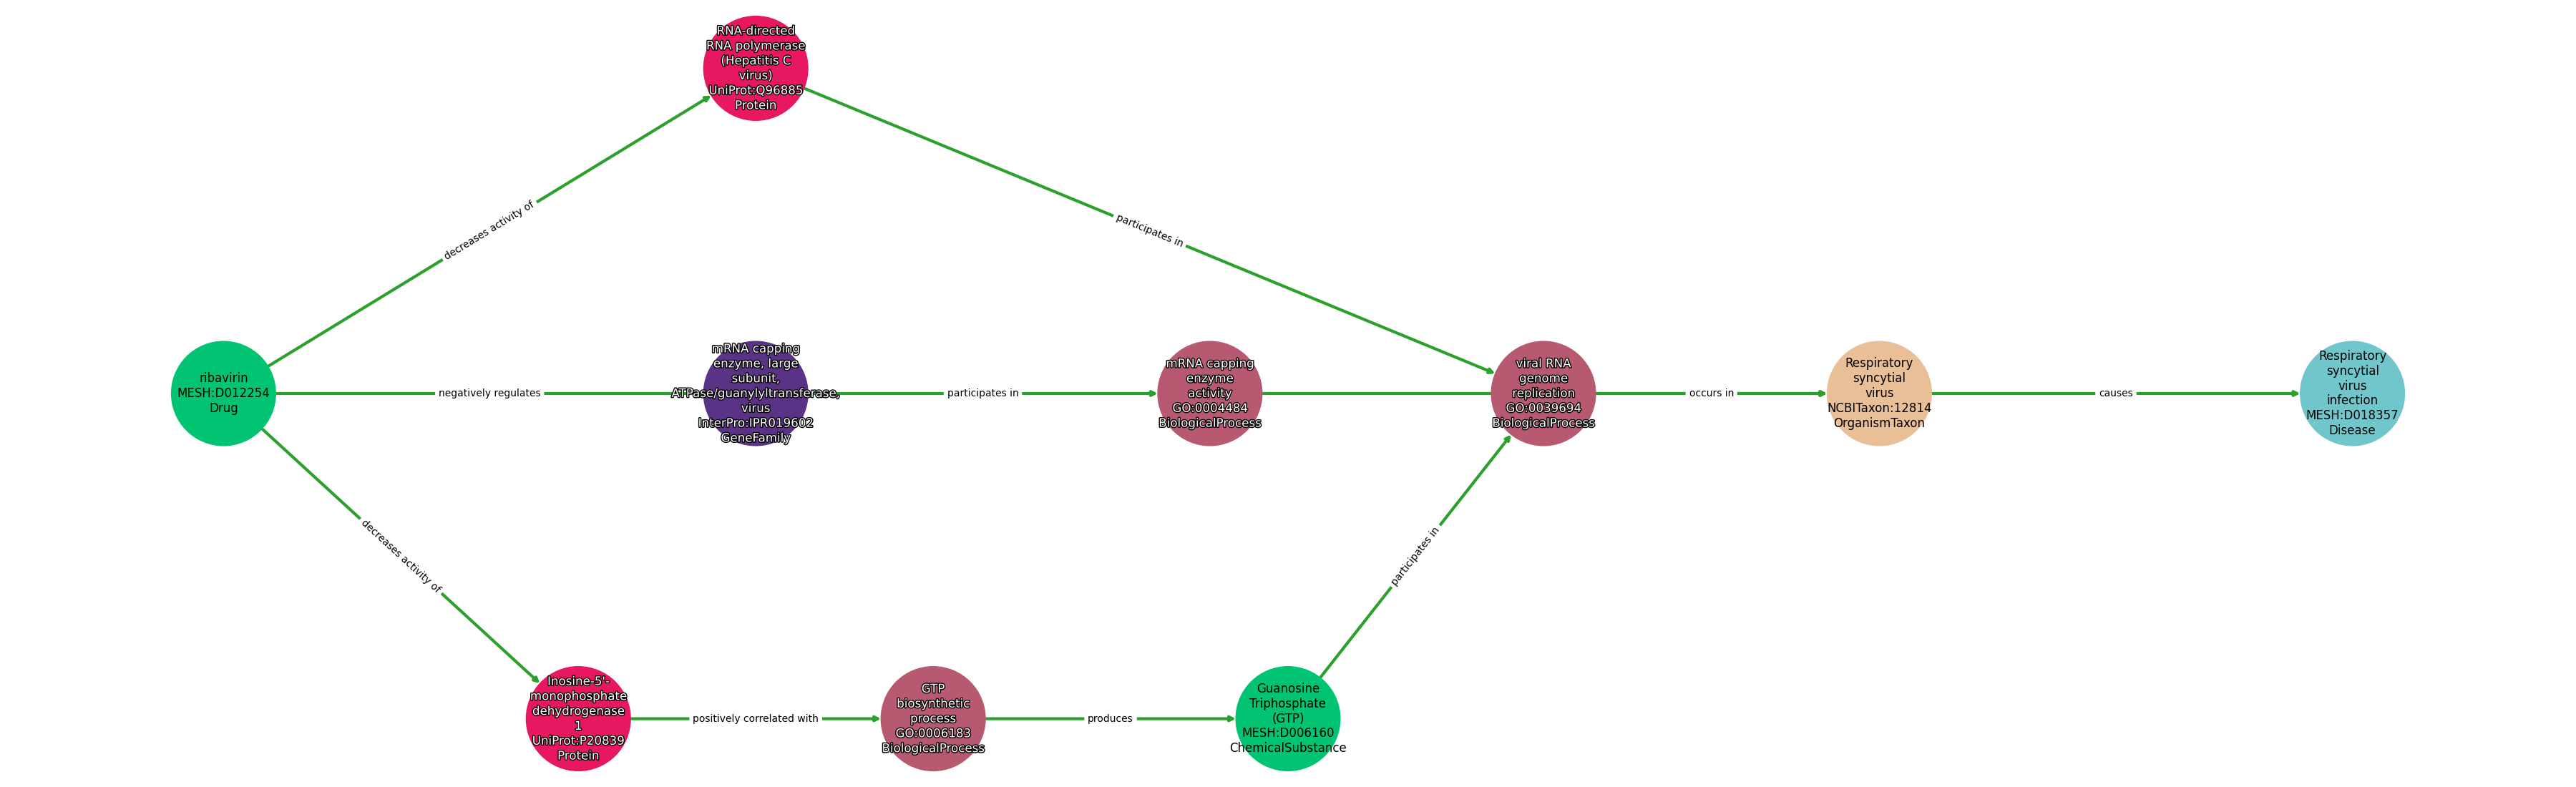 RNA-directed
RNA polymerase
(Hepatitis C
virus)
UniProt:Q96885
Protein
decreases activity of
participates in
ribavirin
MESH:D012254
Drug
negatively regulates
mRNA capping
enzyme, large
subunit,
ATPase/guanylyltransferase,
virus
InterPro:IPR019602
GeneFamily
participates in
mRNA capping
enzyme
activity
GO:0004484
BiologicalProcess
viral RNA
genome
replication
GO:0039694
BiologicalProcess
occurs in
Respiratory
syncytial
virus
NCBITaxon:12814
OrganismTaxon
causes
Respiratory
syncytial
virus
infection
MESH:D018357
Disease
decreases activity of
participates in
Inosine-5'-
monophosphate
dehydrogenase
1
UniProt:P20839
Protein
positively correlated with
GTP
biosynthetic
process
GO:0006183
BiologicalProcess
produces
Guanosine
Triphosphate
(GTP)
MESH:D006160
ChemicalSubstance